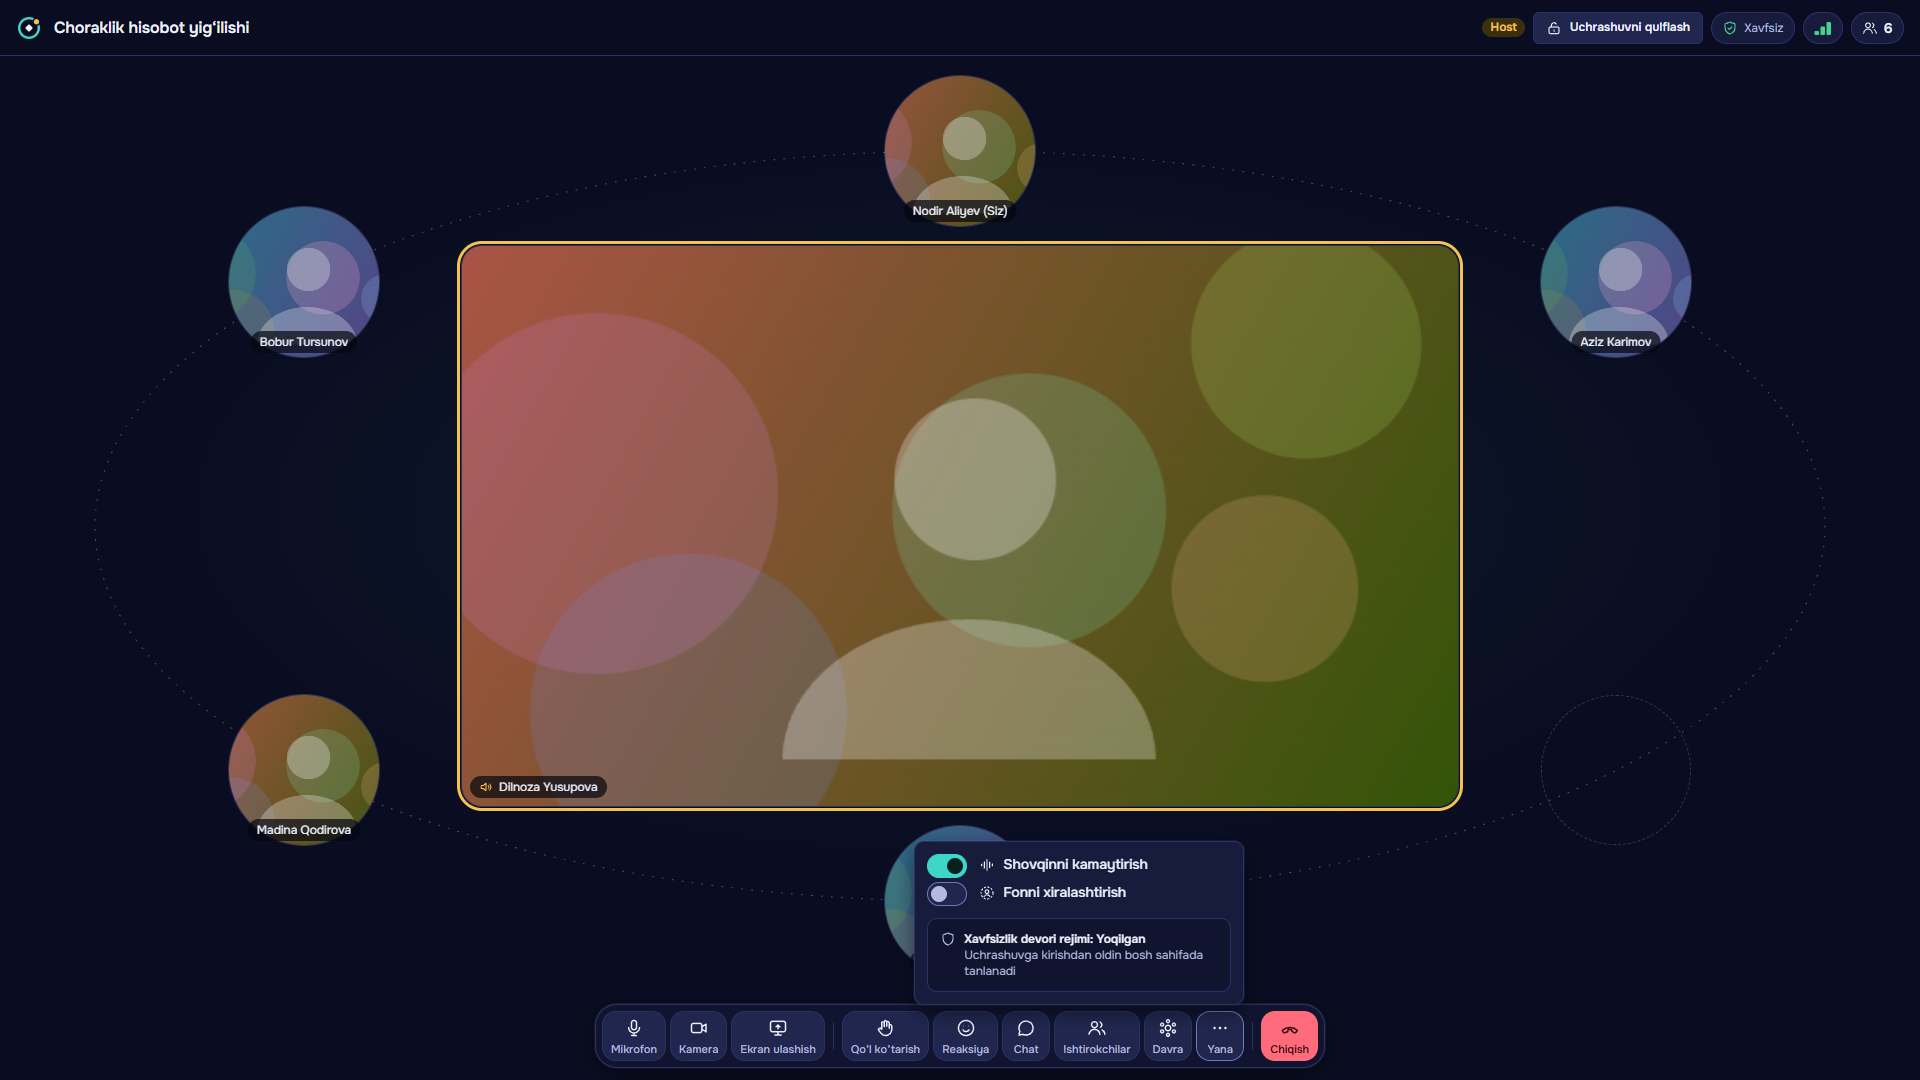 Choraklik hisobot yig‘ilishi
Host
Uchrashuvni qulflash
Xavfsiz
6
Nodir Aliyev (Siz)
Bobur Tursunov
Aziz Karimov
Dilnoza Yusupova
Madina Qodirova
Shovqinni kamaytirish
Fonni xiralashtirish
Xavfsizlik devori rejimi: Yoqilgan
Uchrashuvga kirishdan oldin bosh sahifada
tanlanadi
Mikrofon
Kamera
Ekran ulashish
Qo‘l ko‘tarish
Reaksiya
Chat
Ishtirokchilar
Davra
Yana
Chiqish